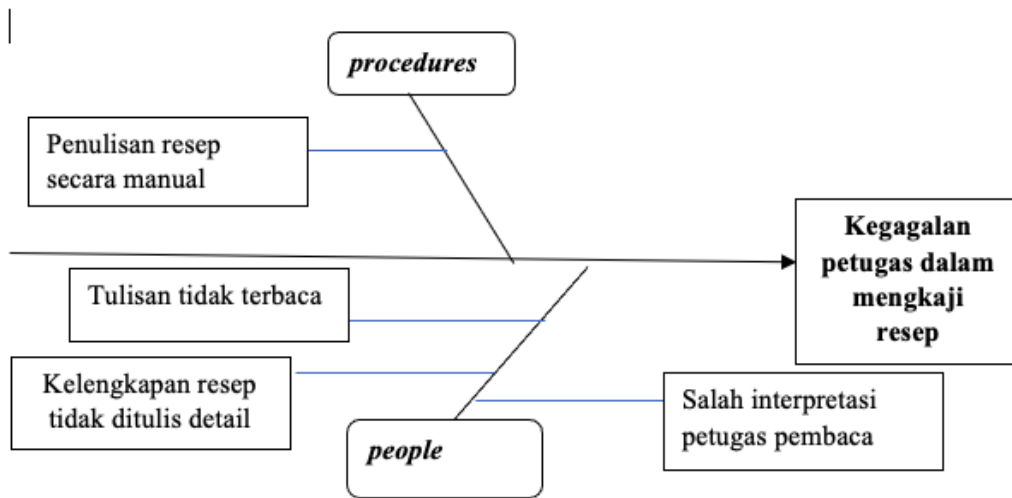 procedures
Penulisan resep
secara manual
Kegagalan
petugas dalam
mengkaji
resep
Tulisan tidak terbaca
Kelengkapan resep
tidak ditulis detail
Salah interpretasi
petugas pembaca
people